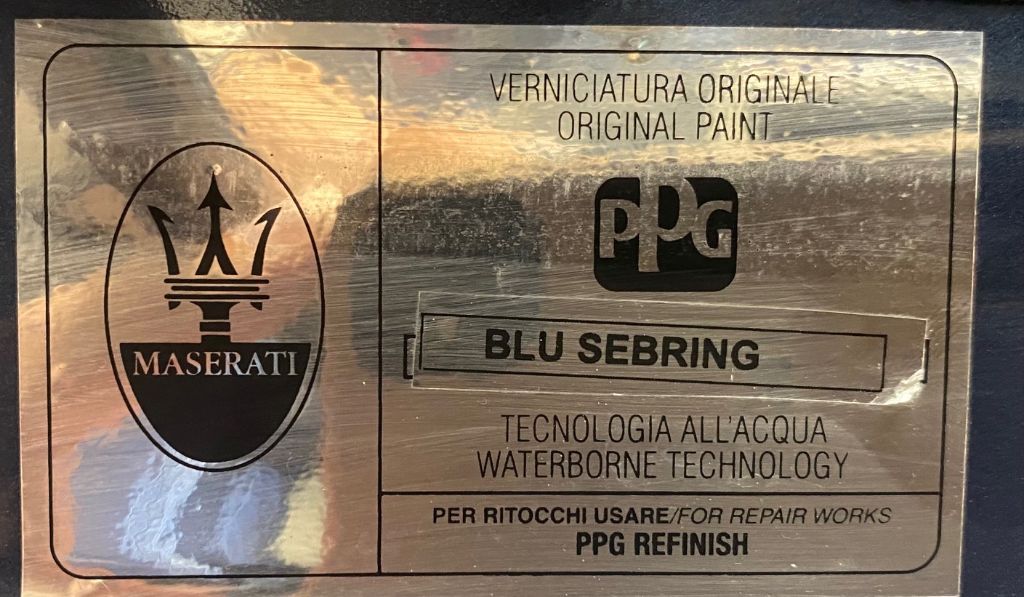 MASERATI
VERNICIATURA ORIGINALE
ORIGINAL PAINT
PPG
BLU SEBRING
TECNOLOGIA ALL'ACQUA
WATERBORNE TECHNOLOGY
PER RITOCCHI USARE/FOR REPAIR WORKS
PPG REFINISH